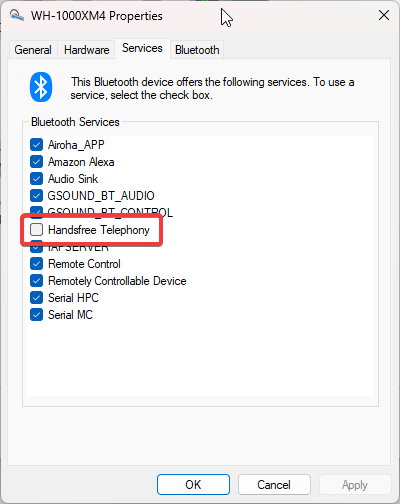 WH-1000XM4 Properties
General Hardware Services Bluetooth
This Bluetooth device offers the following services. To use a
service, select the check box.
Bluetooth Services
Airoha_APP
Amazon Alexa
Audio Sink
GSOUND_BT_AUDIO
GSOUND_BT_CONTROL
Handsfree Telephony
IAPSERVER
Remote Control
Remotely Controllable Device
Serial HPC
Serial MC
OK Cancel Apply